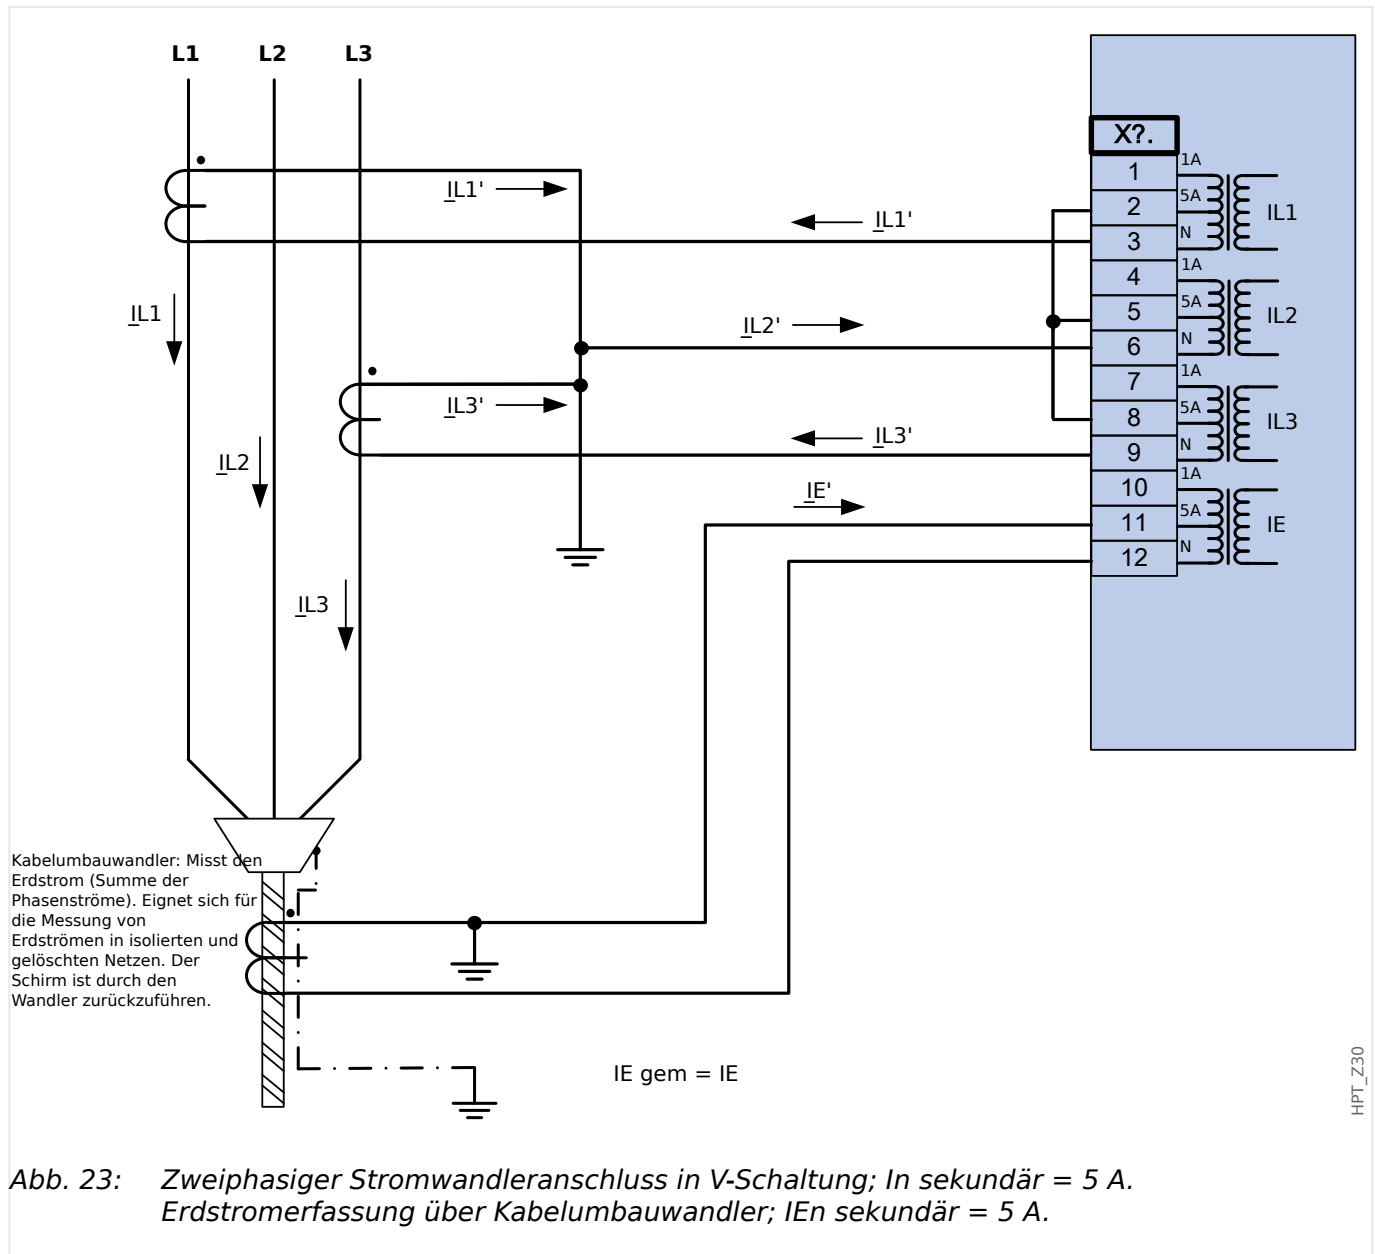 L1 L2 L3
X?.
1 1A
2 5A IL1
3 N
4 1A
5 5A IL2
6 N
7 1A
8 5A IL3
9 N
10 1A
11 5A IE
12 N
IL1'
IL1'
IL1
IL2'
IL3'
IL3'
IL2
IE'
IL3
Kabelumbauwandler: Misst den
Erdstrom (Summe der
Phasenströme). Eignet sich für
die Messung von
Erdströmen in isolierten und
gelöschten Netzen. Der
Schirm ist durch den
Wandler zurückzuführen.
IE gem = IE
HPT_Z30
Abb. 23: Zweiphasiger Stromwandleranschluss in V-Schaltung; In sekundär = 5 A.
Erdstromerfassung über Kabelumbauwandler; IEn sekundär = 5 A.